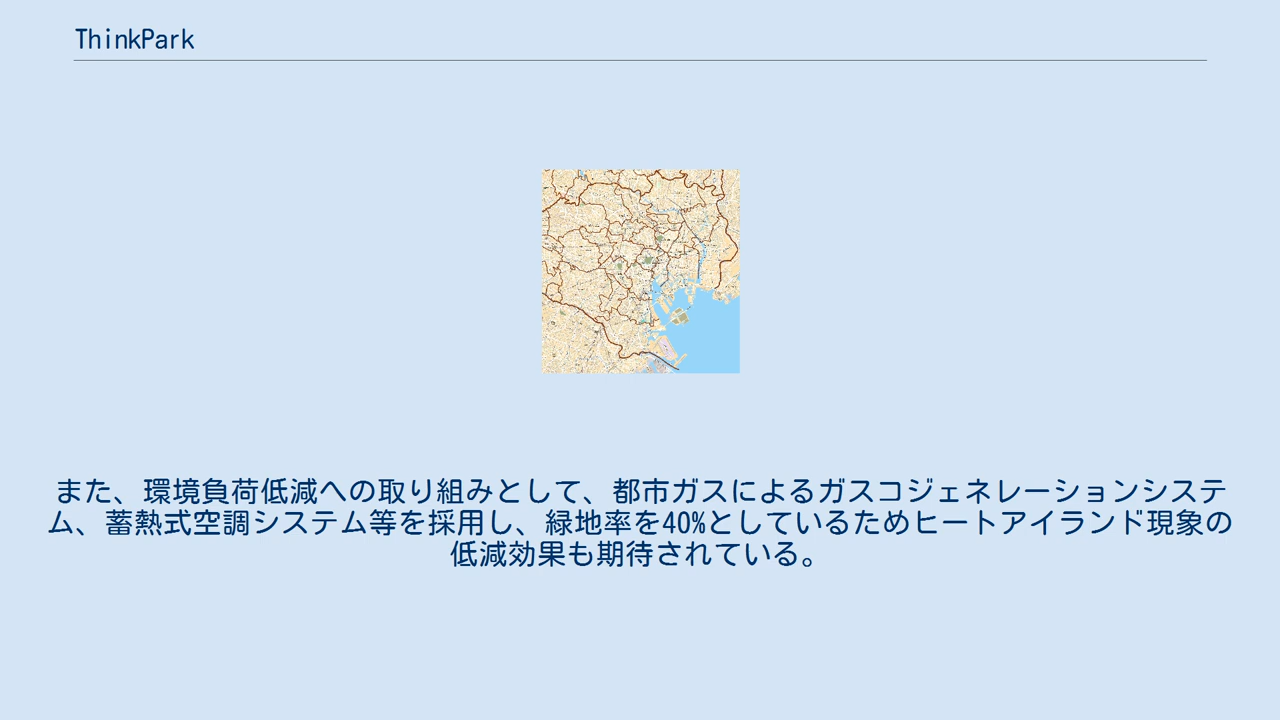 ThinkPark
また、環境負荷低減への取り組みとして、都市ガスによるガスコジェネレーションシステ
ム、蓄熱式空調システム等を採用し、緑地率を40%としているためヒートアイランド現象の
低減効果も期待されている。